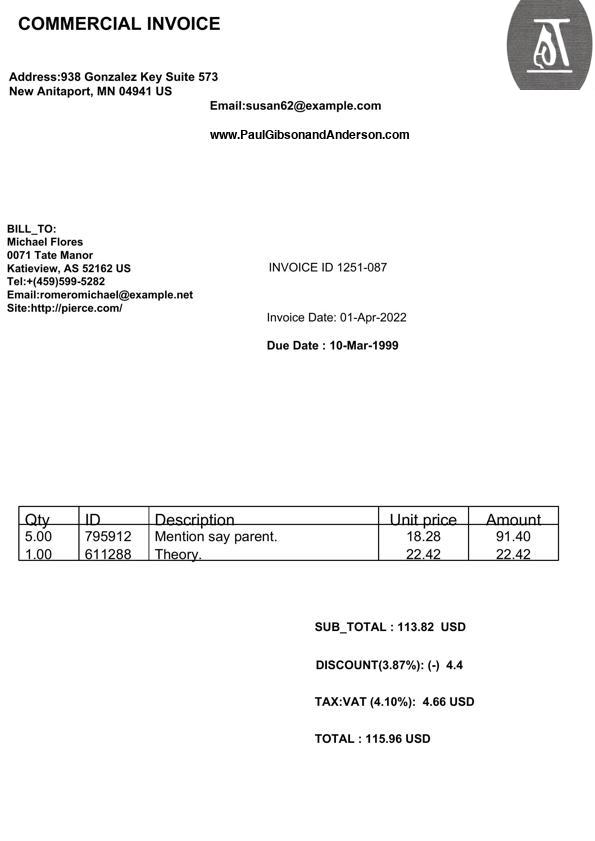 COMMERCIAL INVOICE
Address:938 Gonzalez Key Suite 573
New Anitaport, MN 04941 US
Email:susan62@example.com
www.PaulGibsonandAnderson.com
BILL_TO:
Michael Flores
0071 Tate Manor
Katieview, AS 52162 US
Tel:+(459)599-5282
Email:romeromichael@example.net
Site:http://pierce.com/
INVOICE ID 1251-087
Invoice Date: 01-Apr-2022
Due Date : 10-Mar-1999
Qty ID Description Unit price Amount
5.00 795912 Mention say parent. 18.28 91.40
1.00 611288 Theory. 22.42 22.42
SUB_TOTAL : 113.82 USD
DISCOUNT(3.87%): (-) 4.4
TAX:VAT (4.10%): 4.66 USD
TOTAL : 115.96 USD